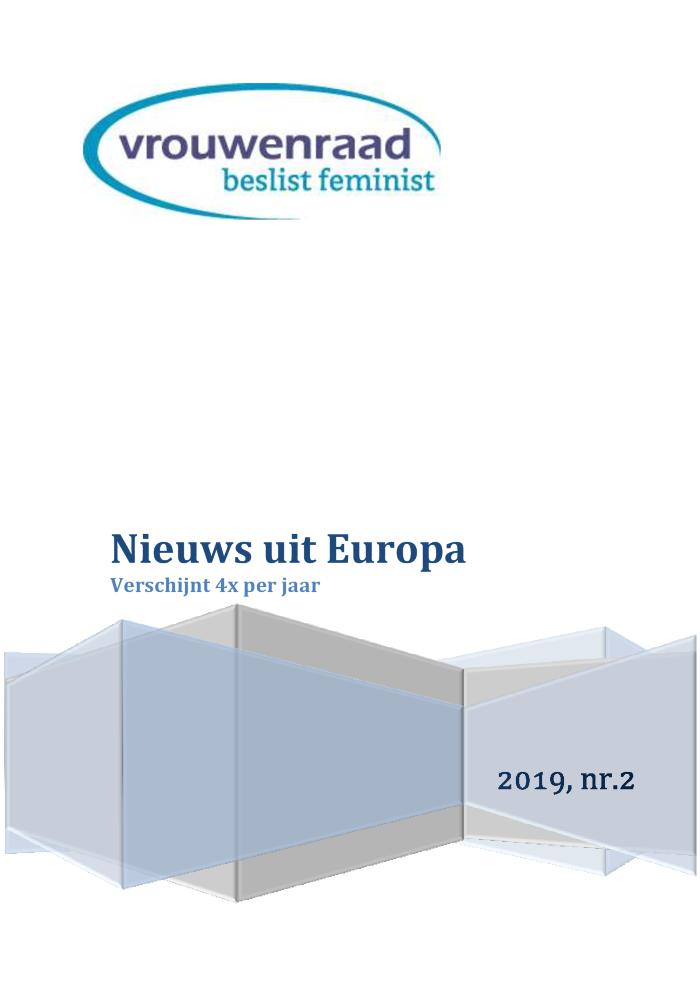 vrouwenraad
beslist feminist
Nieuws uit Europa
Verschijnt 4x per jaar
2019, nr.2